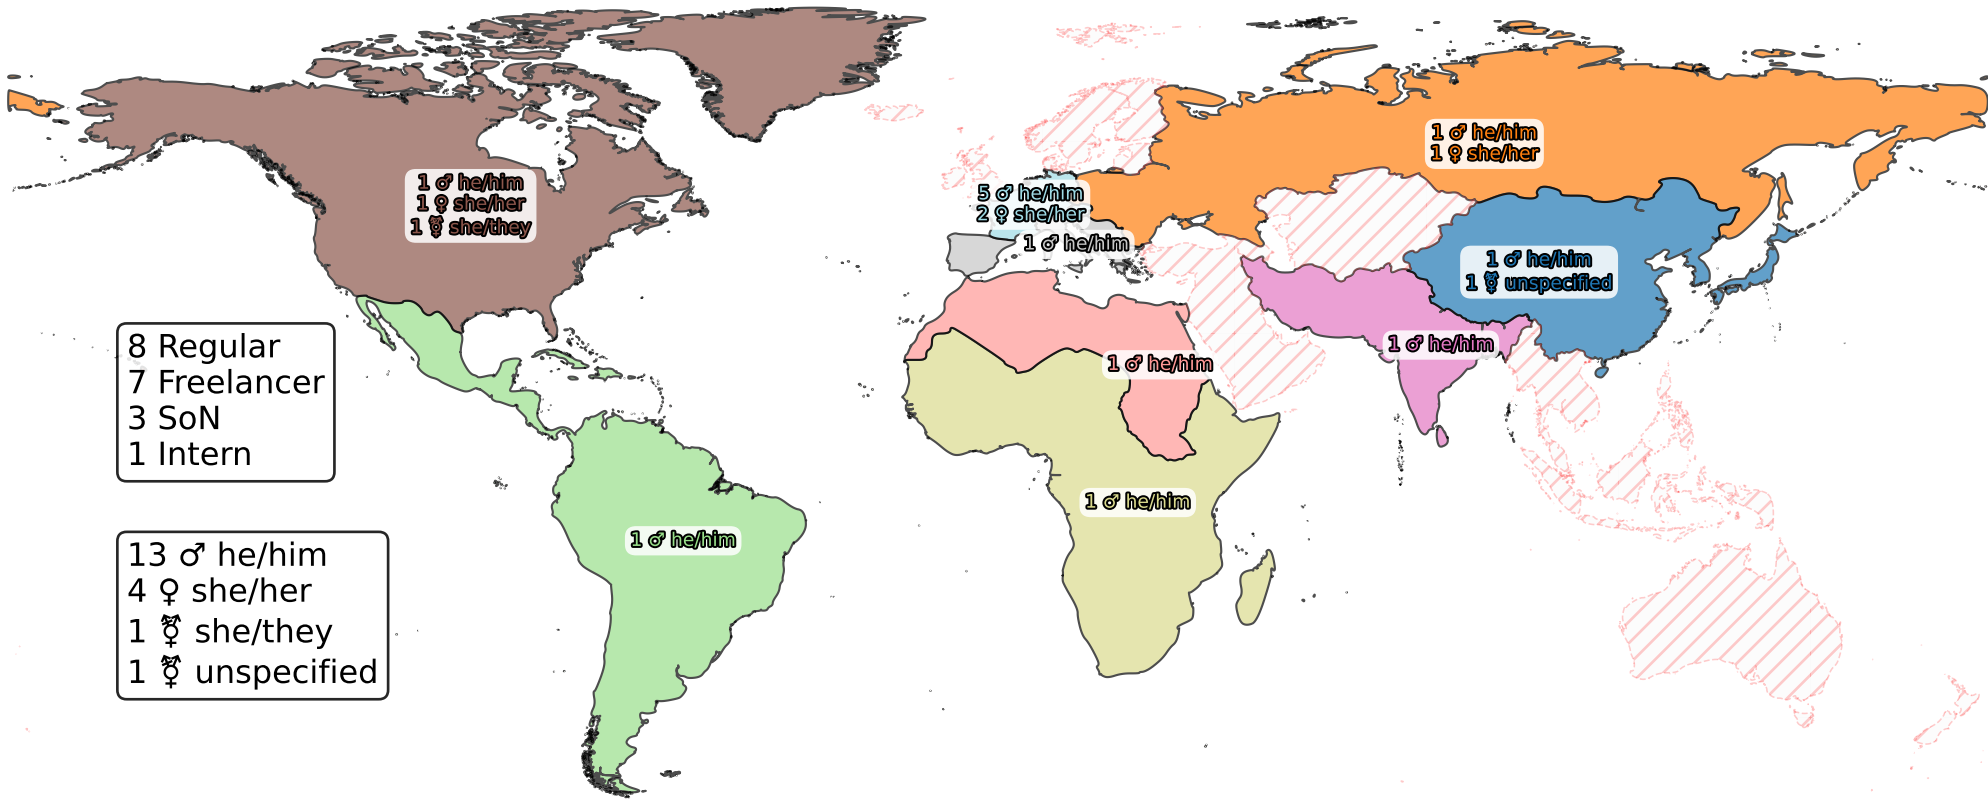 1 ♂ he/him
1 ♀ she/her
1 ⚧ she/they
1 ♂ he/him
1 ♀ she/her
5 ♂ he/him
2 ♀ she/her
1 ♂ he/him
1 ♂ he/him
1 ⚧ unspecified
1 ♂ he/him
1 ♂ he/him
1 ♂ he/him
1 ♂ he/him
8 Regular
7 Freelancer
3 SoN
1 Intern
13 ♂ he/him
4 ♀ she/her
1 ⚧ she/they
1 ⚧ unspecified